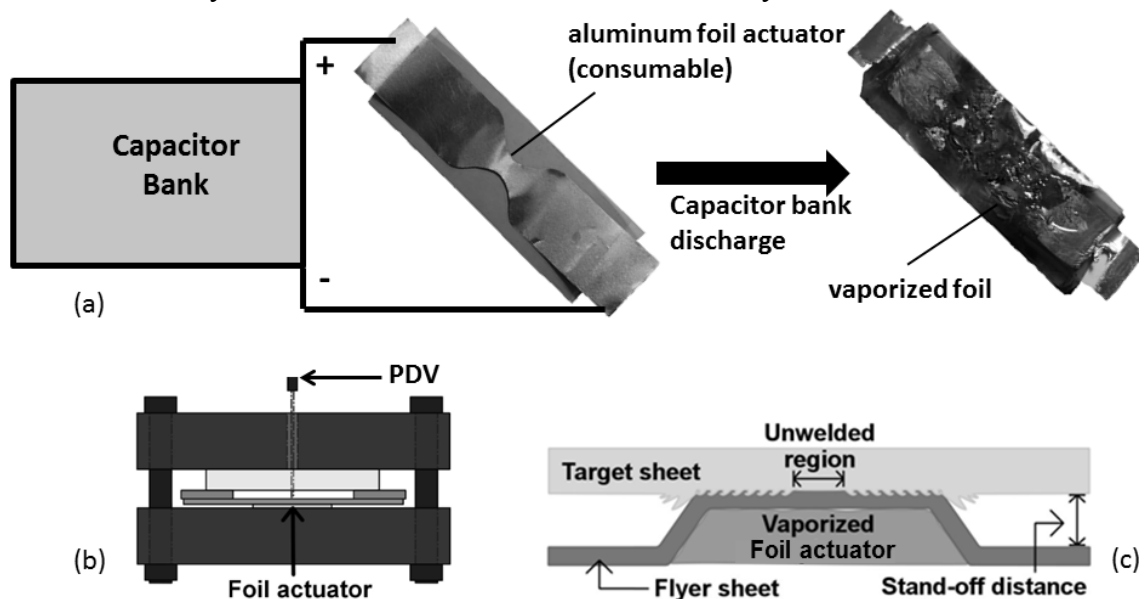 +
aluminum foil actuator
(consumable)
Capacitor
Bank
Capacitor bank
discharge
-
vaporized foil
(a)
PDV
Foil actuator
(b)
Unwelded
region
Target sheet
Vaporized
Foil actuator
Flyer sheet
Stand-off distance
(c)